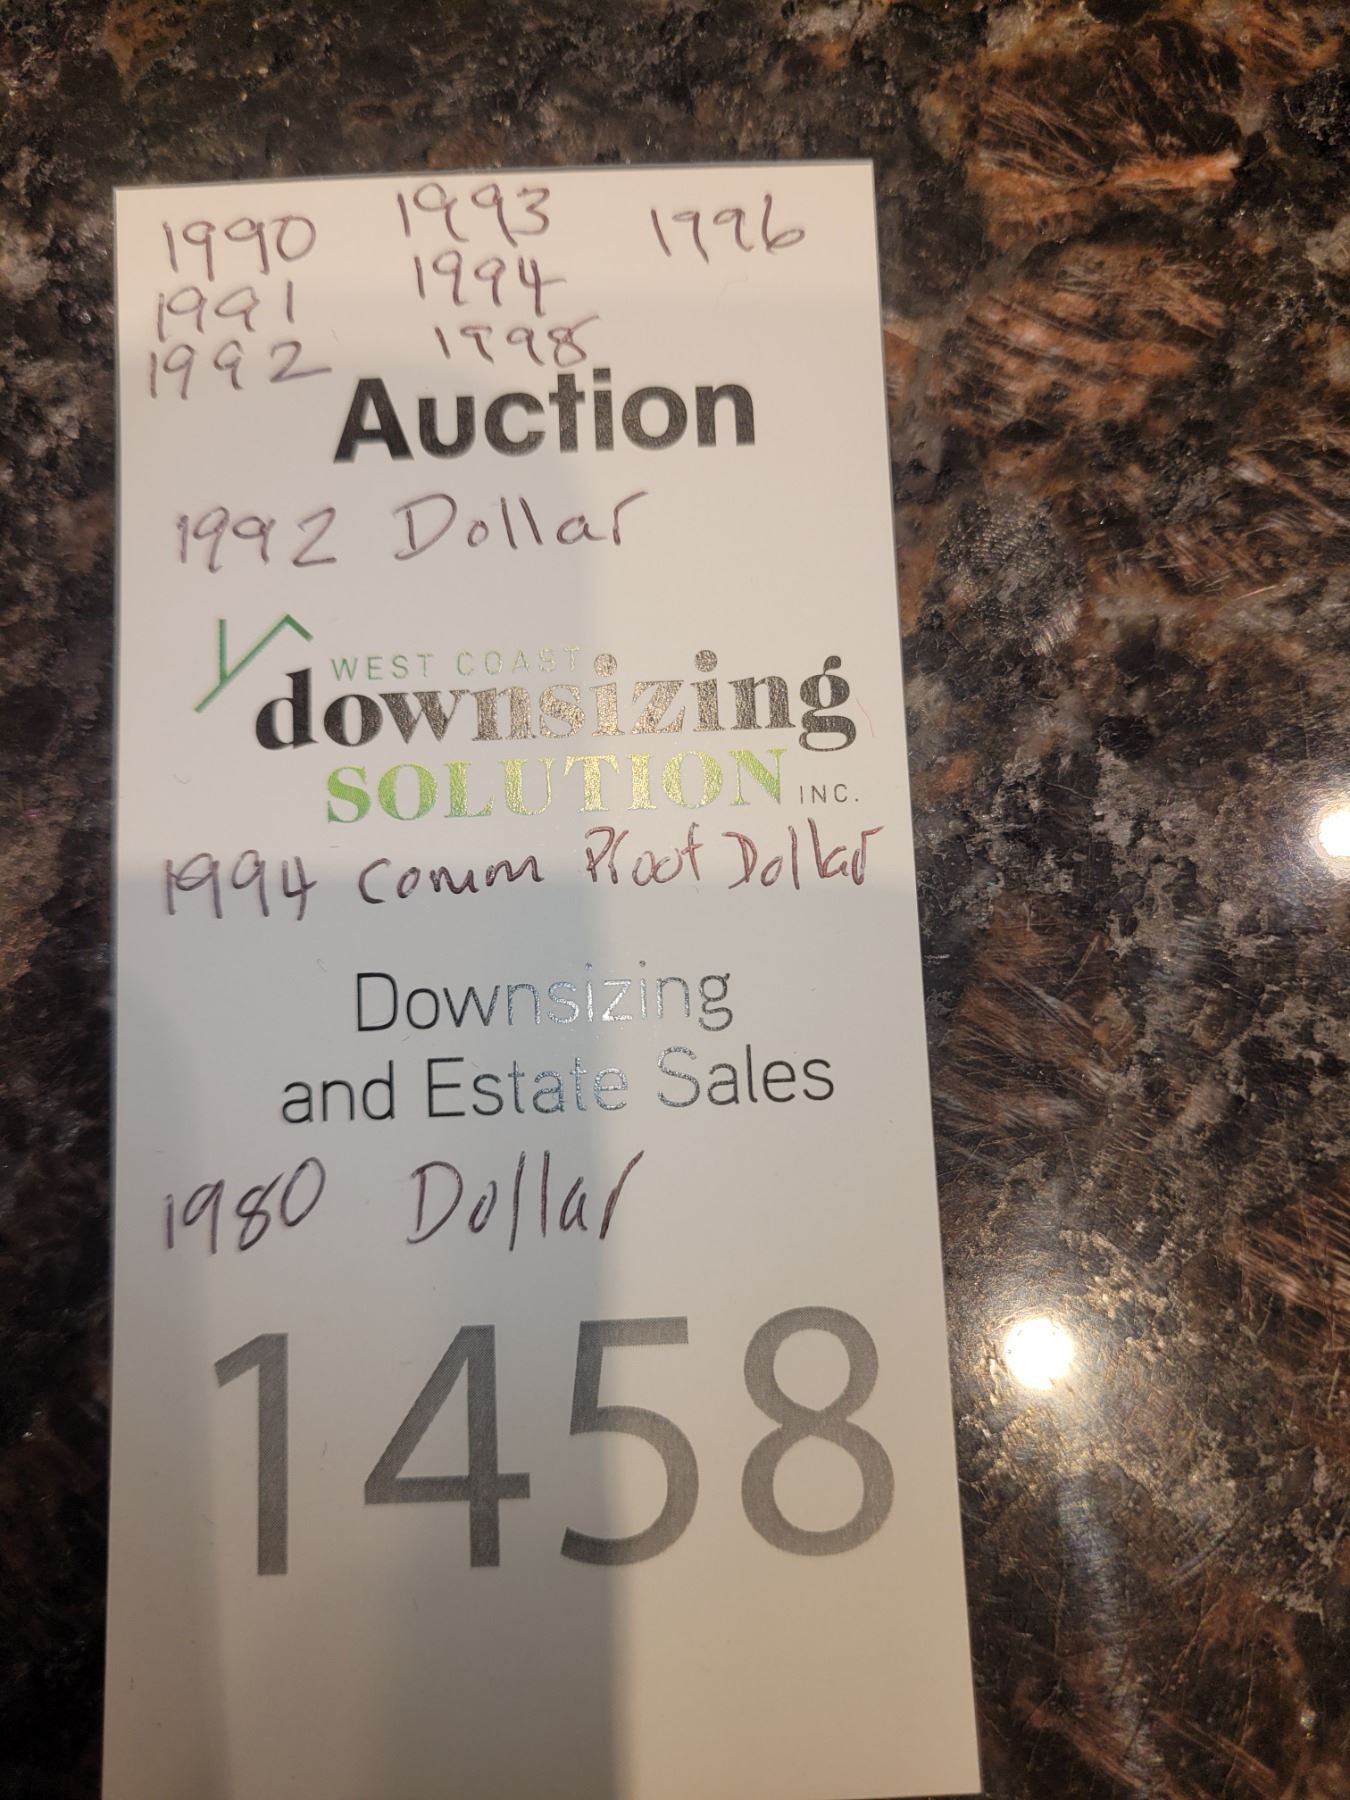 1990 1993 1996
1991 1994
1992 1998
Auction
1992 Dollar
WEST COAST
downsizing
SOLUTION INC.
1994 Comm Proof Dollar
Downsizing
and Estate Sales
1980 Dollar
1458